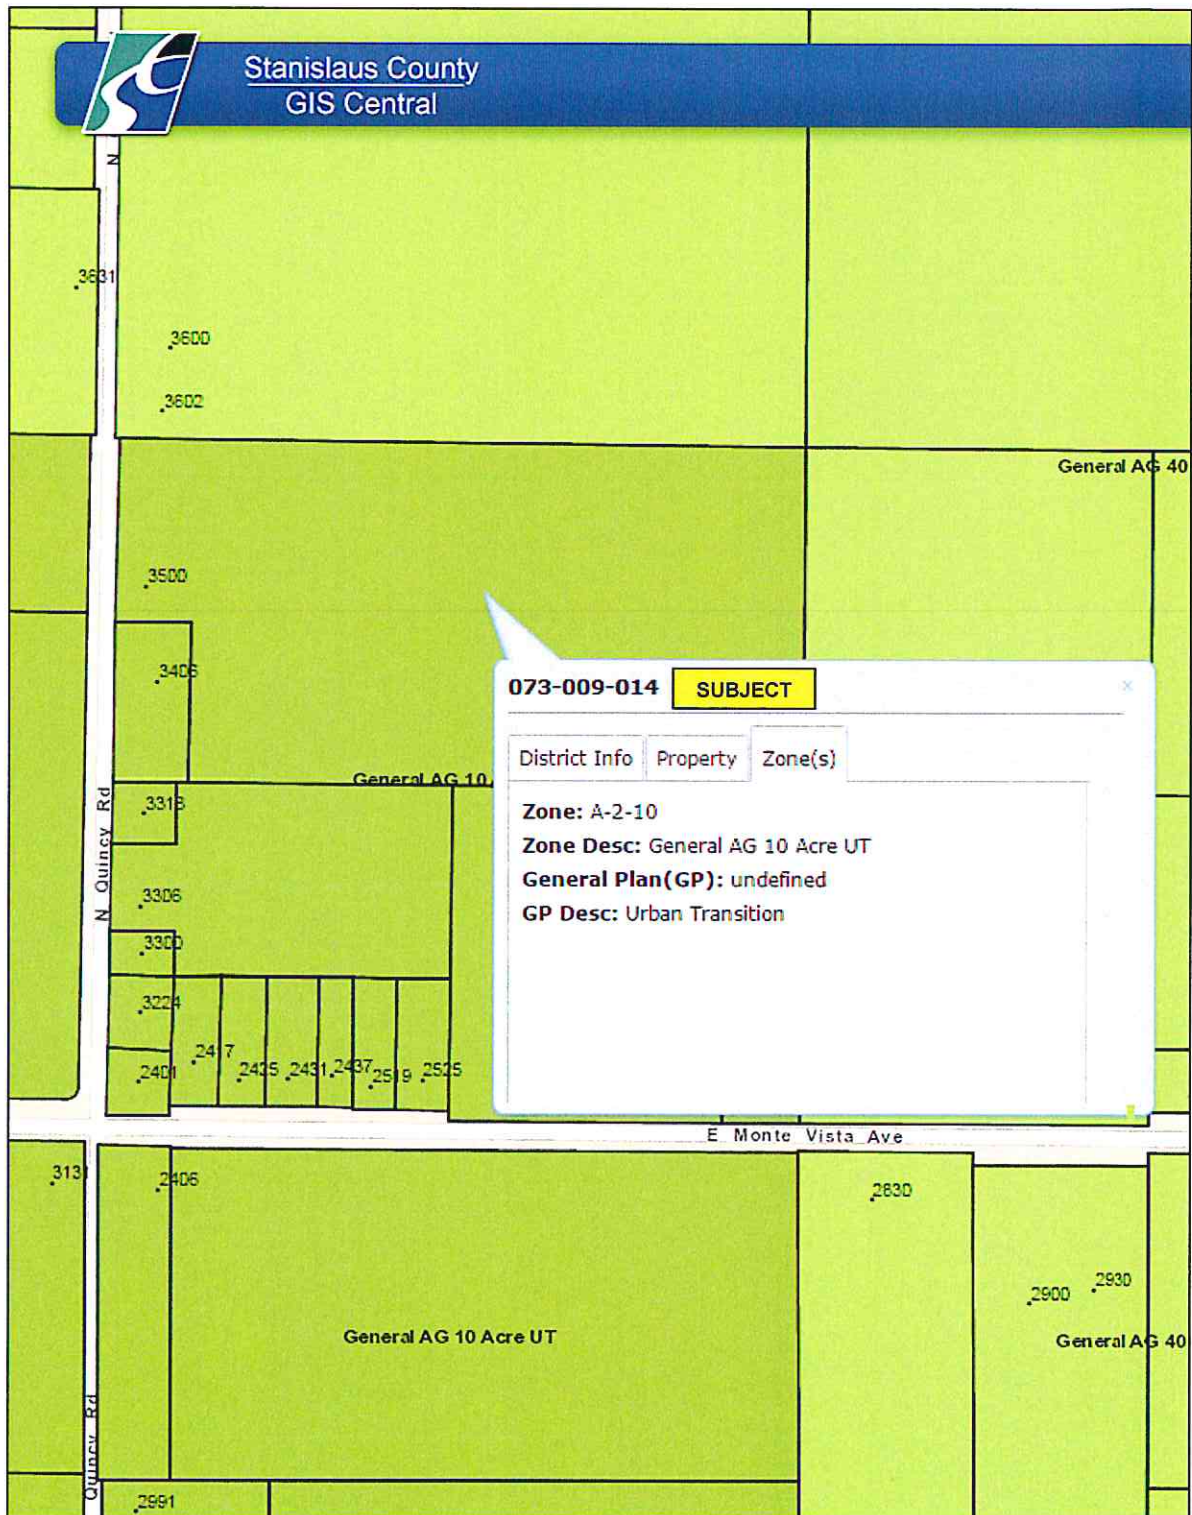 Stanislaus County
GIS Central
N
3631
3600
3602
General AG 40
3500
3406
073-009-014 SUBJECT
District Info Property Zone(s)
General AG 10
Zone: A-2-10
3318
Zone Desc: General AG 10 Acre UT
N Quincy Rd
General Plan(GP): undefined
3306
GP Desc: Urban Transition
3300
3224
2401 2417 2425 2431 2437 2519 2525
E Monte Vista Ave
3131 2406 2830
2900 2930
General AG 10 Acre UT
General AG 40
Quincy Rd
2991